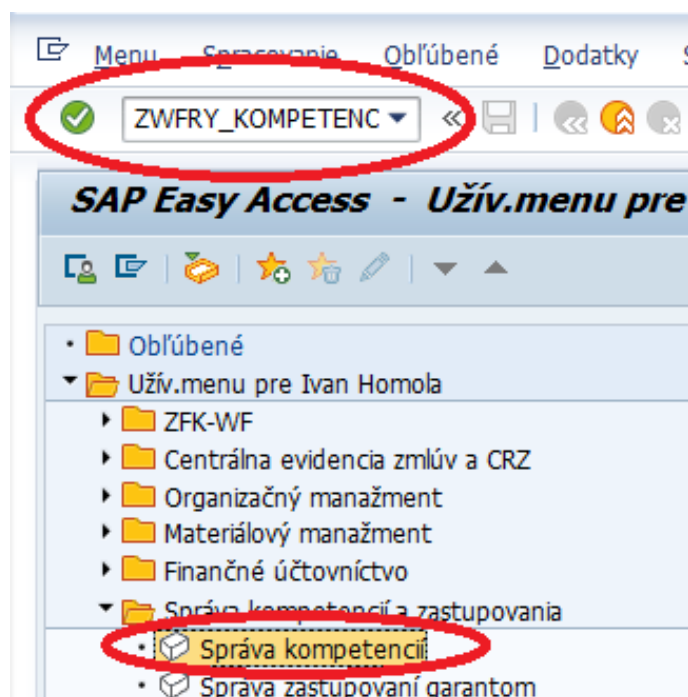 Menu Spracovanie Obľúbené Dodatky S
ZWFRY_KOMPETENC
SAP Easy Access - Užív.menu pre
Obľúbené
Užív.menu pre Ivan Homola
ZFK-WF
Centrálna evidencia zmlúv a CRZ
Organizačný manažment
Materiálový manažment
Finančné účtovníctvo
Správa kompetencií a zastupovania
Správa kompetencií
Správa zastupovaní garantom